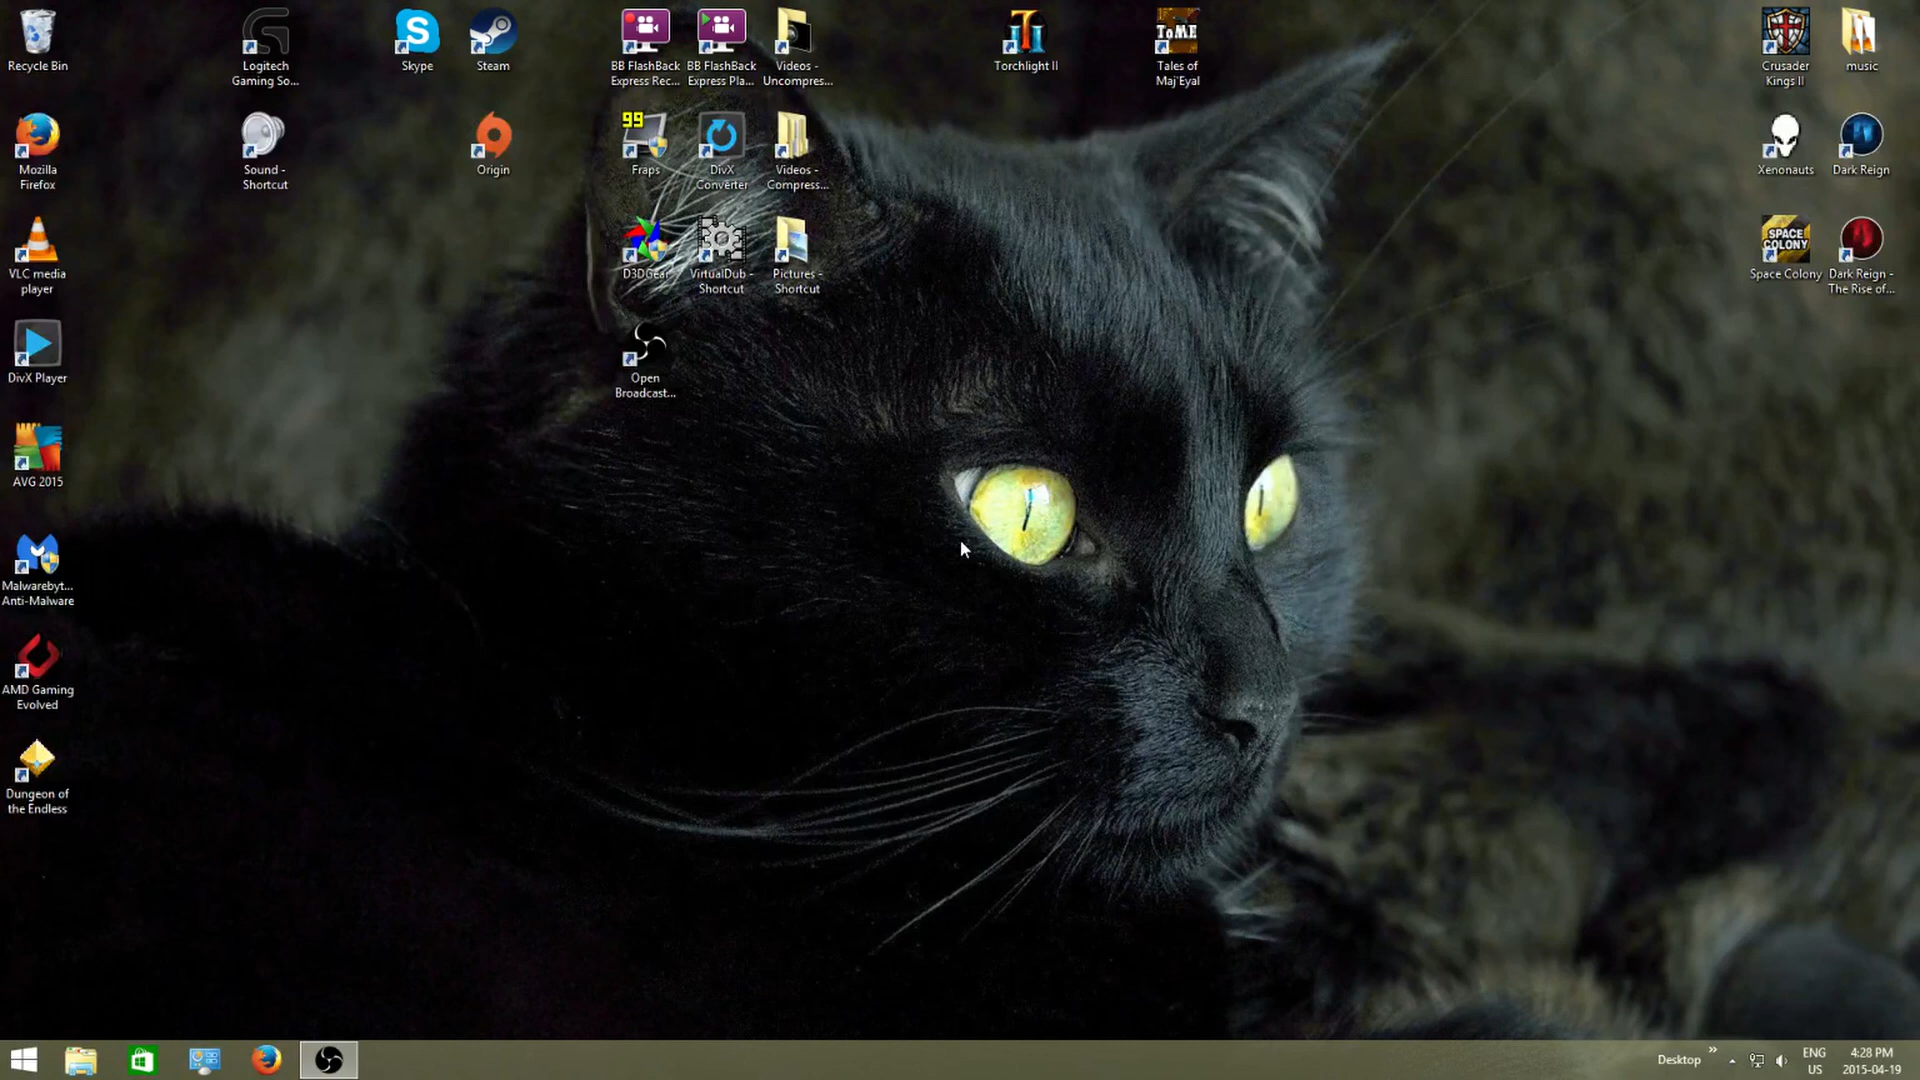 Recycle Bin
Logitech
Gaming So...
Skype
Steam
BB FlashBack
Express Rec...
BB FlashBack
Express Pla...
Videos -
Uncompres...
Torchlight II
ToME
Tales of
Maj'Eyal
Crusader
Kings II
music
Mozilla
Firefox
Sound -
Shortcut
Origin
99
Fraps
DivX
Converter
Videos -
Compress...
Xenonauts
Dark Reign
VLC media
player
D3DGear
VirtualDub -
Shortcut
Pictures -
Shortcut
SPACE
COLONY
Space Colony
Dark Reign -
The Rise of...
DivX Player
Open
Broadcast...
AVG 2015
Malwarebyt...
Anti-Malware
AMD Gaming
Evolved
Dungeon of
the Endless
Desktop
ENG
US
4:28 PM
2015-04-19